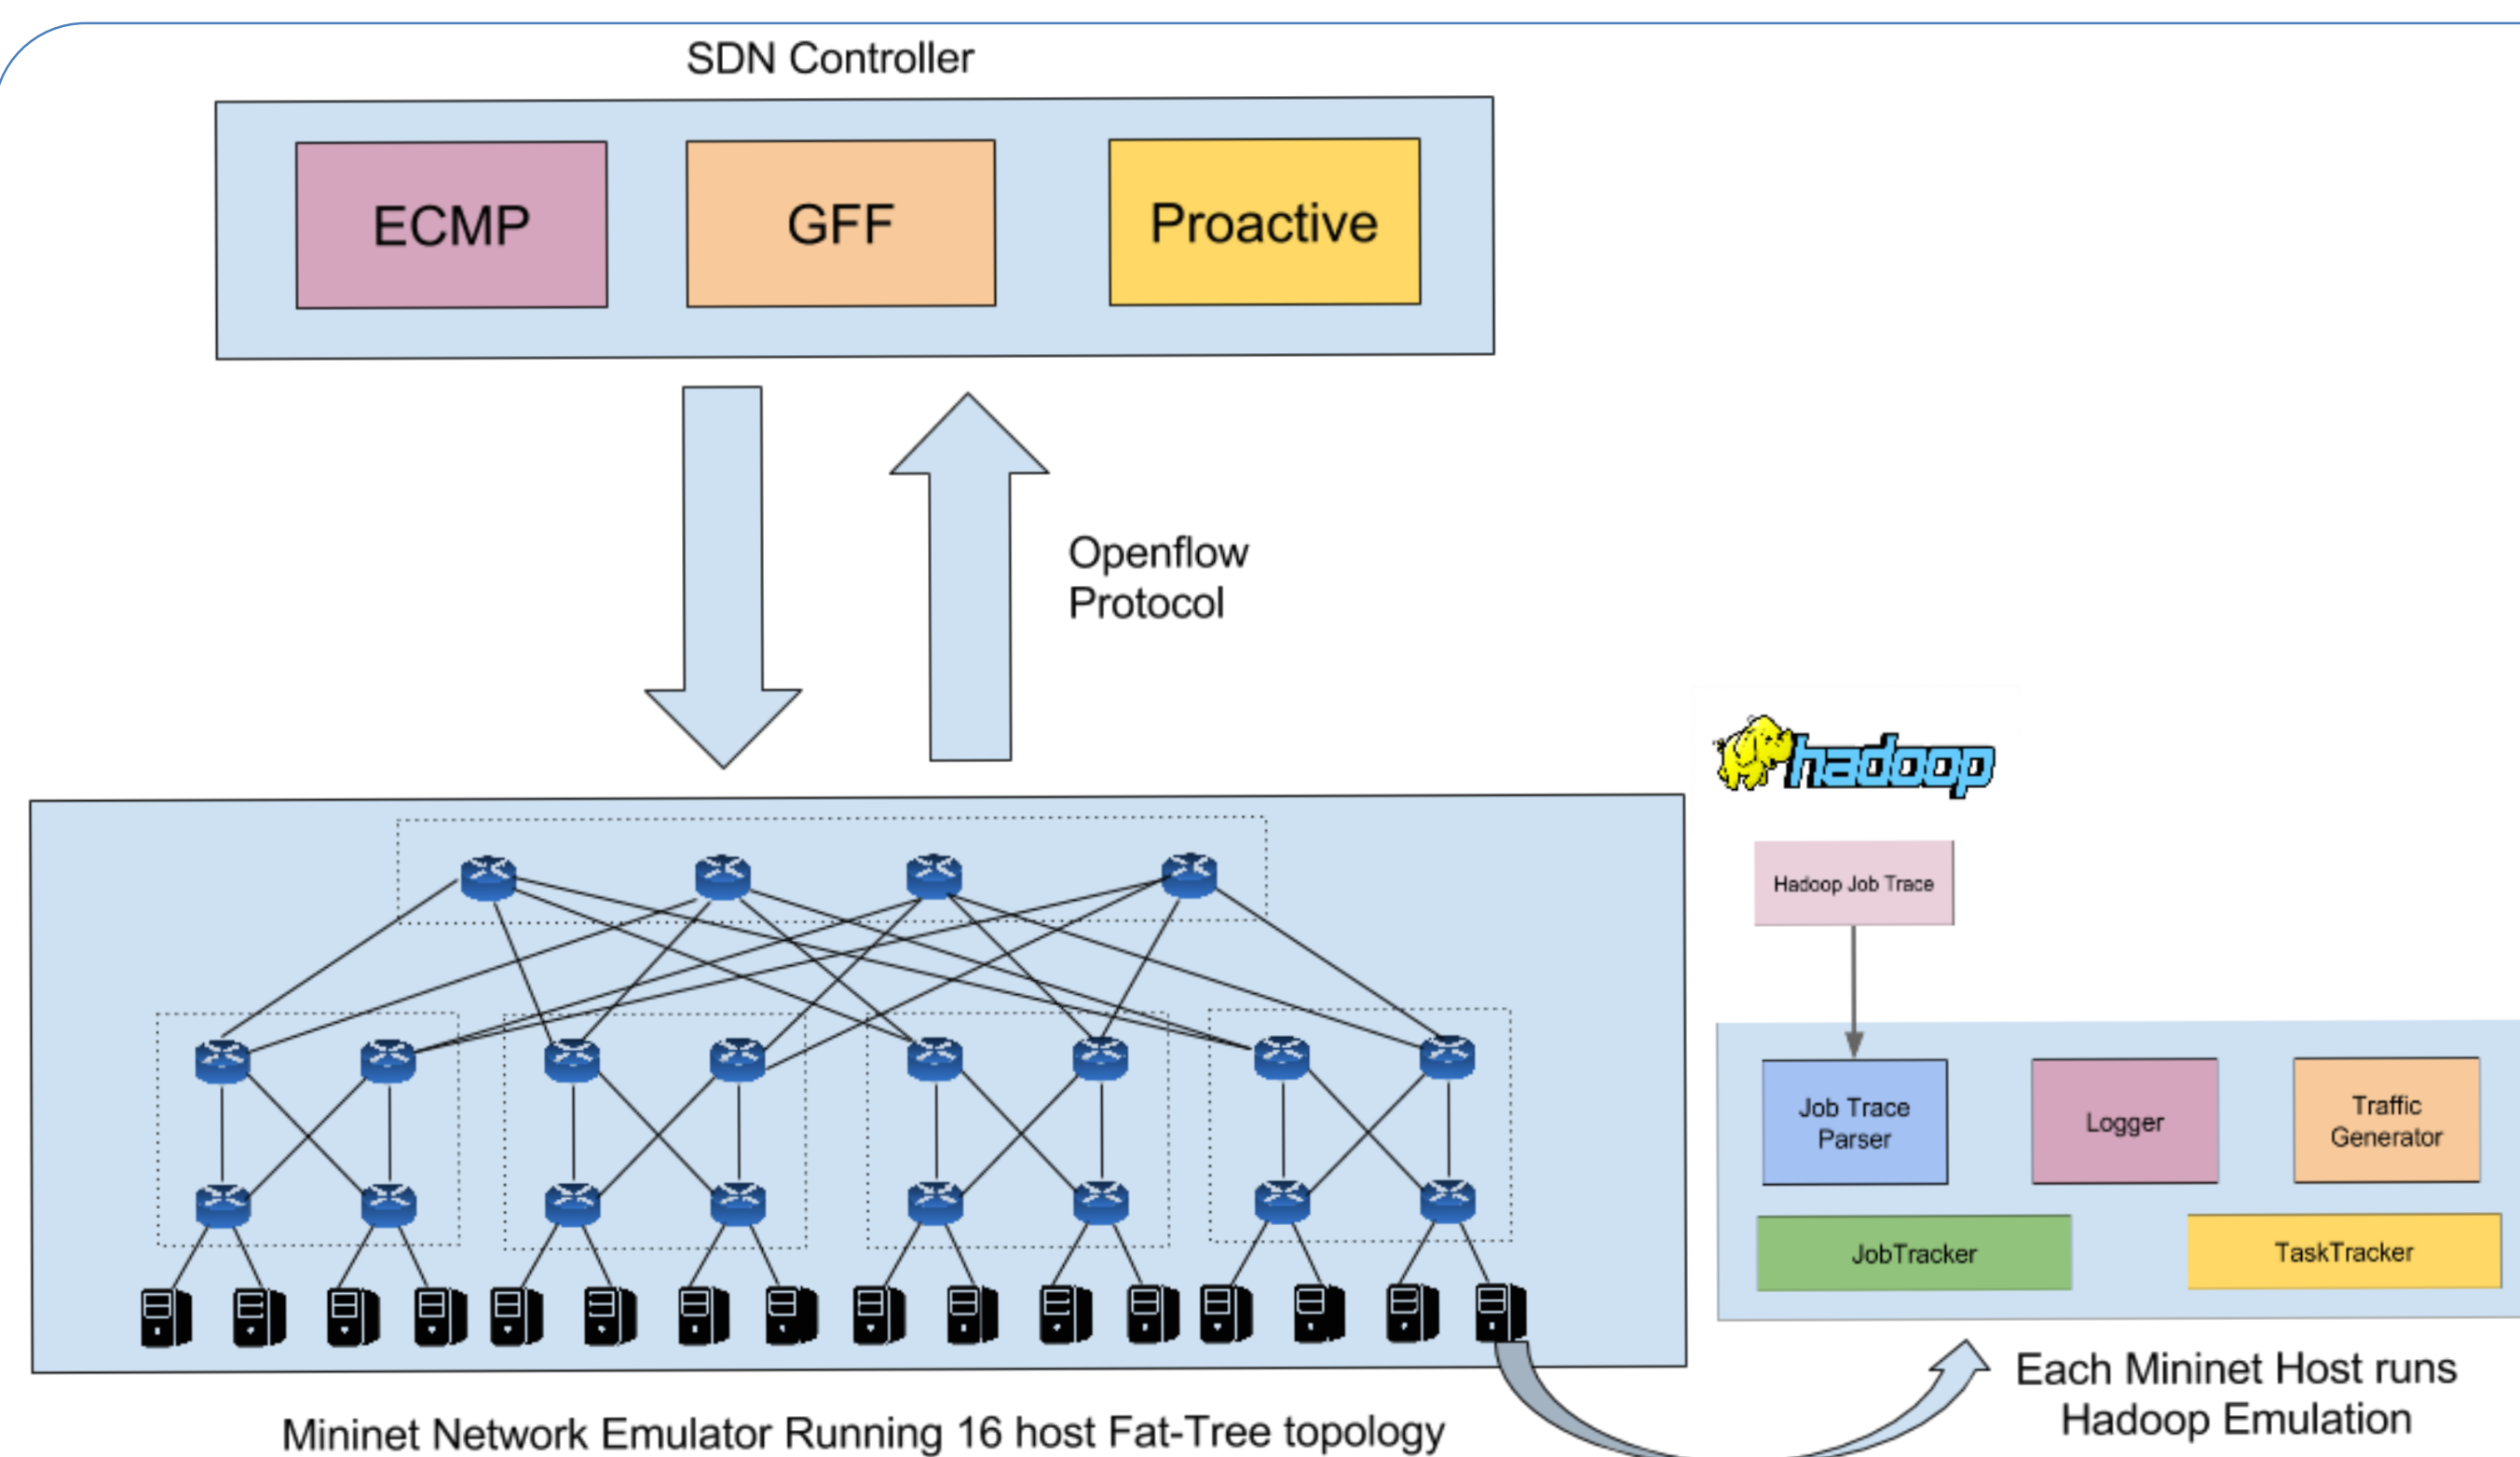 SDN Controller
ECMP
GFF
Proactive
Openflow
Protocol
hadoop
Hadoop Job Trace
Job Trace
Parser
Logger
Traffic
Generator
JobTracker
TaskTracker
Each Mininet Host runs
Hadoop Emulation
Mininet Network Emulator Running 16 host Fat-Tree topology